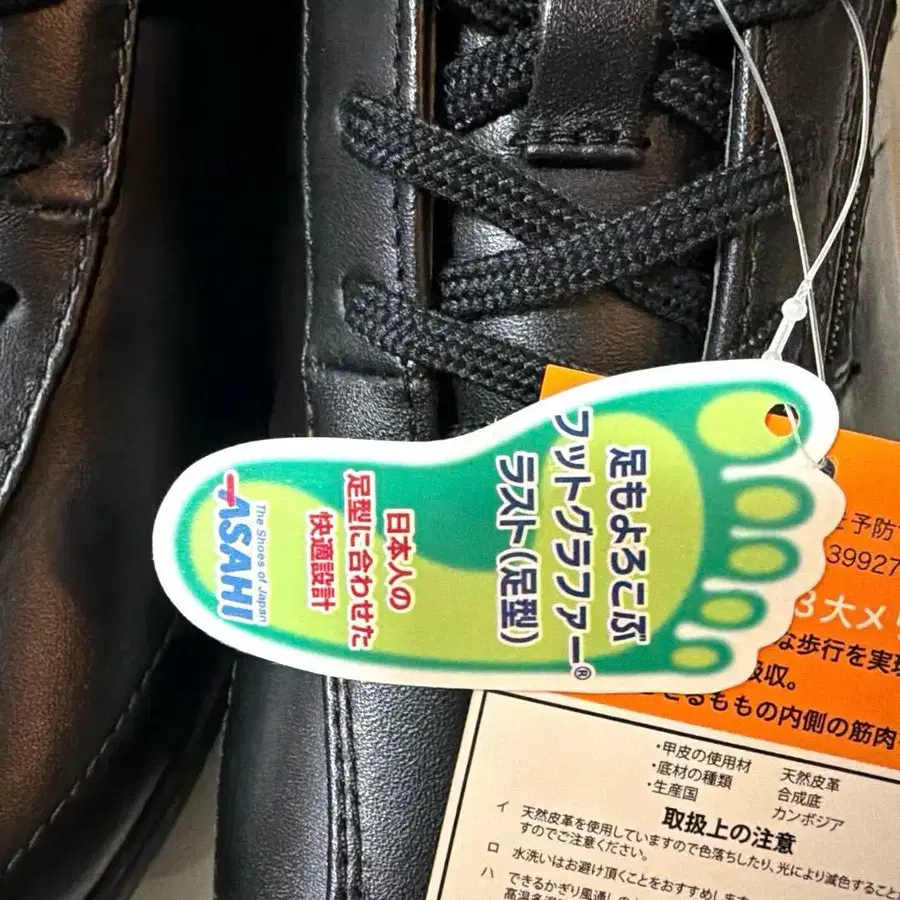 足もよろこぶ
フットグラファー®
ラスト(足型)
日本人の
足型に合わせた
快適設計
The Shoes of Japan
ASAHI
予防
39927
3大メリ
な歩行を実現
吸収。
るももの内側の筋肉
・甲皮の使用材 天然皮革
・底材の種類 合成底
・生産国 カンボジア
取扱上の注意
イ 天然皮革を使用していますので色落ちしたり、光により減色すること
すのでご注意ください。
ロ 水洗いはお避け頂くことをおすすめします
ハ できるかぎり風通しの
高温多湿